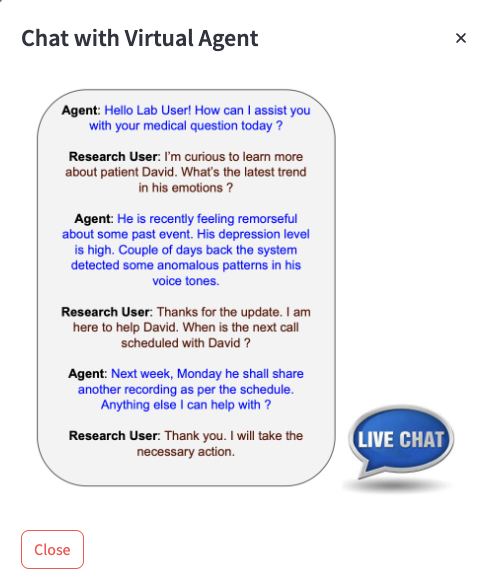 Chat with Virtual Agent
×
Agent: Hello Lab User! How can I assist you
with your medical question today ?
Research User: I'm curious to learn more
about patient David. What's the latest trend
in his emotions ?
Agent: He is recently feeling remorseful
about some past event. His depression level
is high. Couple of days back the system
detected some anomalous patterns in his
voice tones.
Research User: Thanks for the update. I am
here to help David. When is the next call
scheduled with David ?
Agent: Next week, Monday he shall share
another recording as per the schedule.
Anything else I can help with ?
Research User: Thank you. I will take the
necessary action.
LIVE CHAT
Close